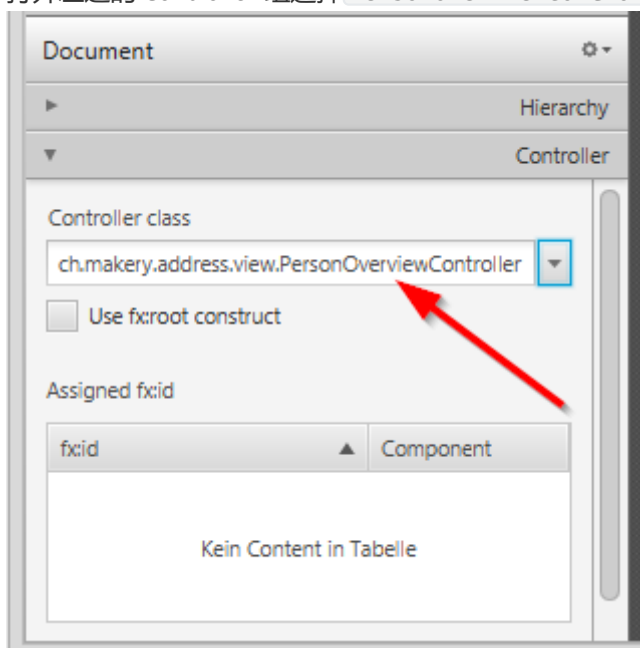 Document
Hierarchy
Controller
Controller class
ch.makery.address.view.PersonOverviewController
Use fx:root construct
Assigned fx:id
fx:id
Component
Kein Content in Tabelle